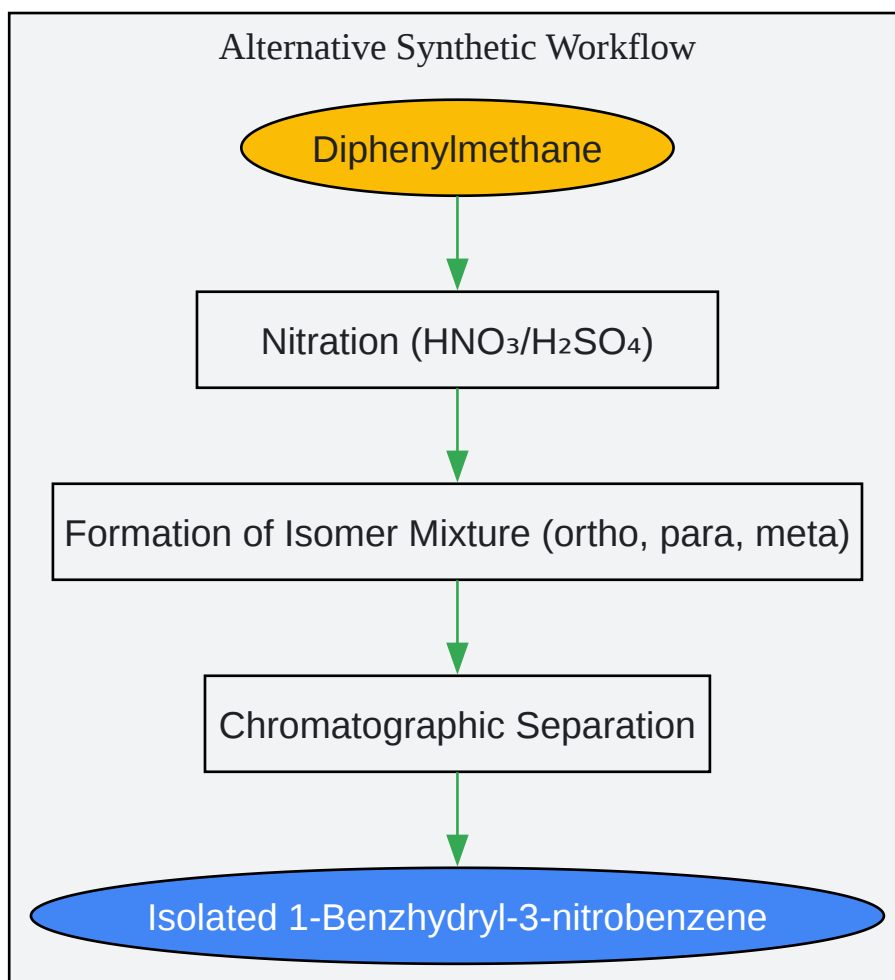 Alternative Synthetic Workflow
Diphenylmethane
Nitration (HNO₃/H₂SO₄)
Formation of Isomer Mixture (ortho, para, meta)
Chromatographic Separation
Isolated 1-Benzhydryl-3-nitrobenzene